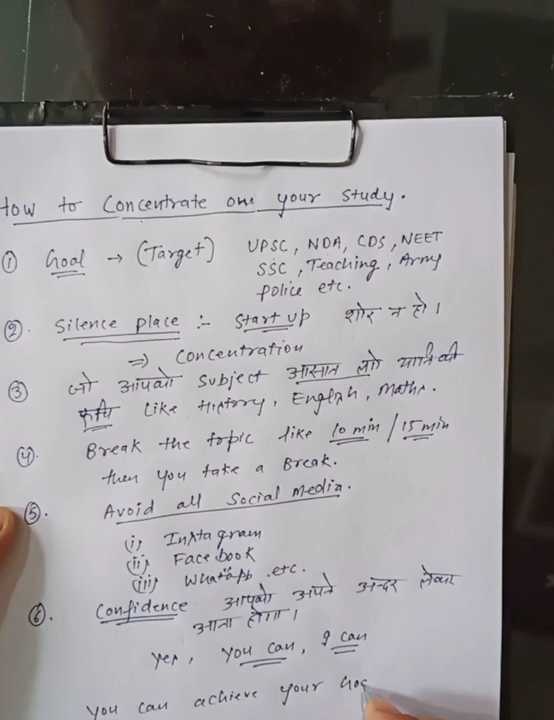 How to Concentrate one your Study.
① Goal → (Target) UPSC, NDA, CDS, NEET
SSC, Teaching, Army
police etc.
②. Silence place :- Start up शोर न हो।
⇒ Concentration
③ जो आपको subject आसान लगे
रूचि like History, English, Maths.
④. Break the topic like 10 min / 15 min
then you take a Break.
⑤. Avoid all Social media.
(i) Instagram
(ii) Facebook
(iii) Whatapp .etc.
⑥. Confidence आपको अपने अन्दर लेकर
आना होगा।
Yes, you can, I can
you can achieve your